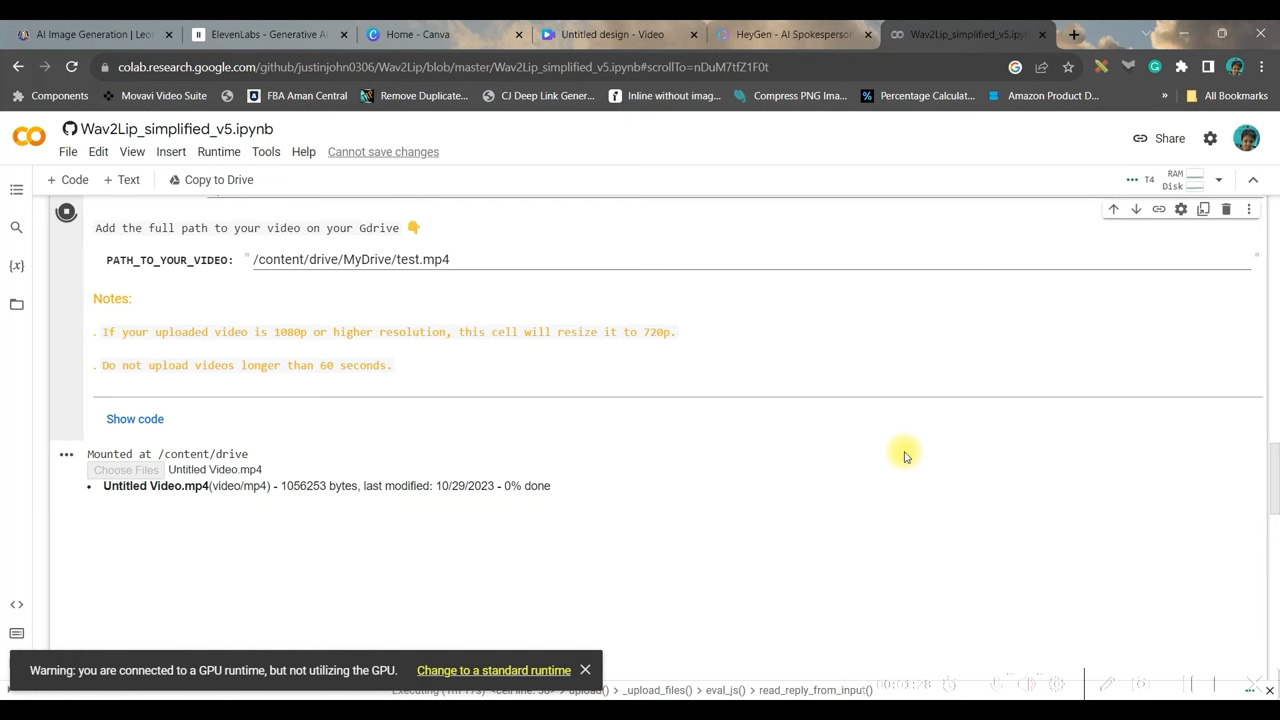 AI Image Generation | Leo
ElevenLabs - Generative AI
Home - Canva
Untitled design - Video
HeyGen - AI Spokesperson
Wav2Lip_simplified_v5.ipyn
colab.research.google.com/github/justinjohn0306/Wav2Lip/blob/master/Wav2Lip_simplified_v5.ipynb#scrollTo=nDuM7tfZ1F0t
Components
Movavi Video Suite
FBA Aman Central
Remove Duplicate...
CJ Deep Link Gener...
Inline without imag...
Compress PNG Ima...
Percentage Calculat...
Amazon Product D...
»
All Bookmarks
Wav2Lip_simplified_v5.ipynb
Share
File Edit View Insert Runtime Tools Help Cannot save changes
+ Code + Text Copy to Drive
T4 RAM
Disk
Add the full path to your video on your Gdrive 👇
PATH_TO_YOUR_VIDEO: "/content/drive/MyDrive/test.mp4"
Notes:
. If your uploaded video is 1080p or higher resolution, this cell will resize it to 720p.
. Do not upload videos longer than 60 seconds.
Show code
Mounted at /content/drive
Choose Files Untitled Video.mp4
• Untitled Video.mp4(video/mp4) - 1056253 bytes, last modified: 10/29/2023 - 0% done
Warning: you are connected to a GPU runtime, but not utilizing the GPU. Change to a standard runtime
upload() > _upload_files() > eval_js() > read_reply_from_input()
00:01:28